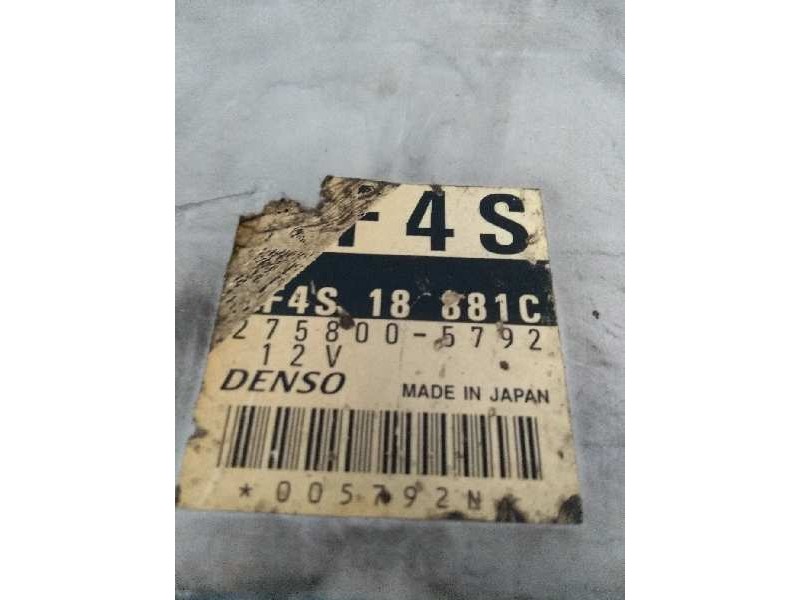 F4S
F4S 18 881C
275800-5792
12V
DENSO MADE IN JAPAN
*005792N